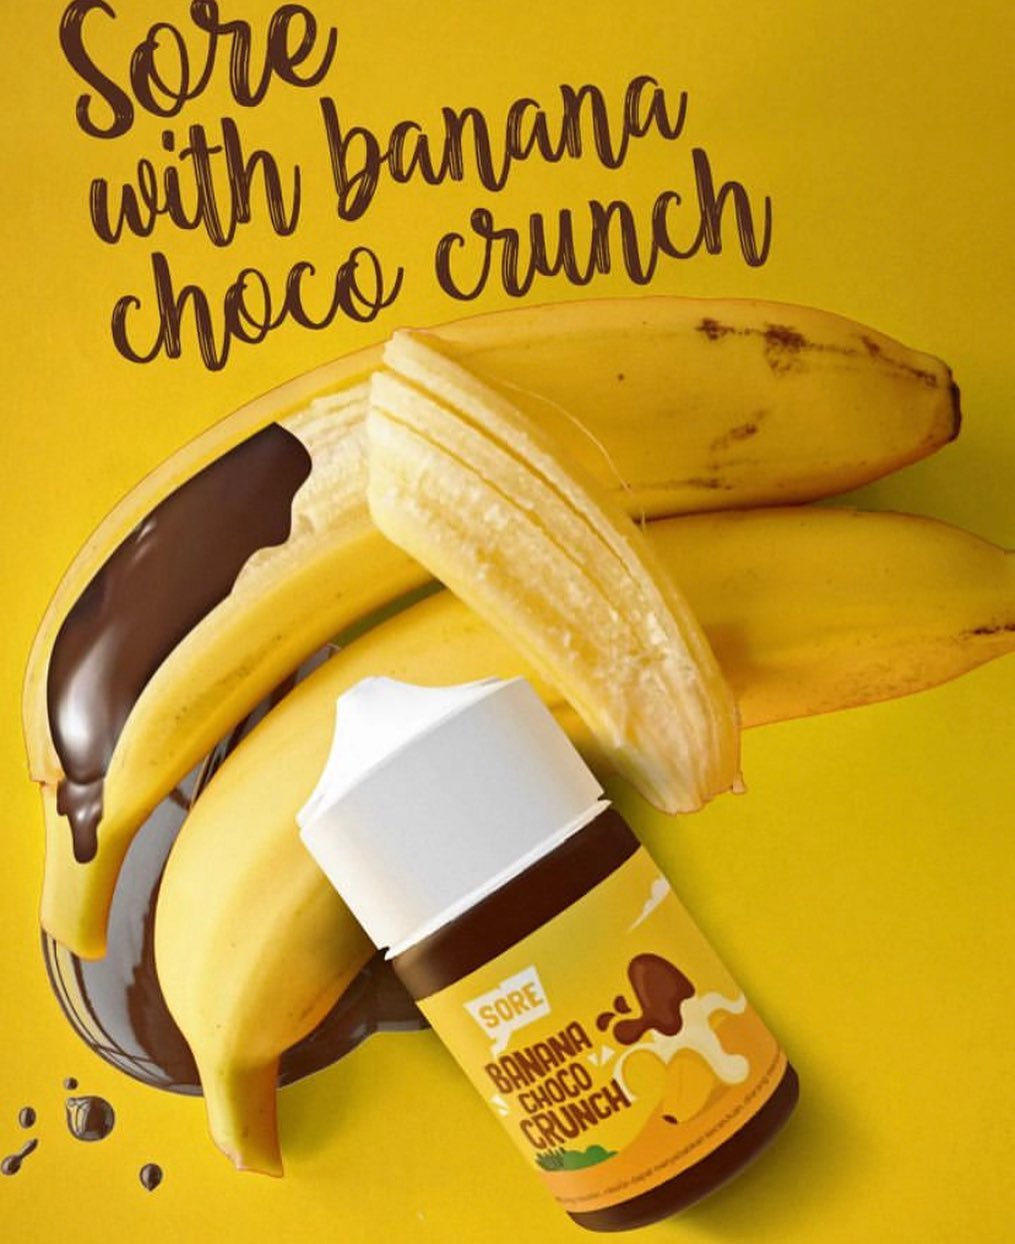 Sore
with banana
choco crunch
SORE
BANANA
CHOCO
CRUNCH